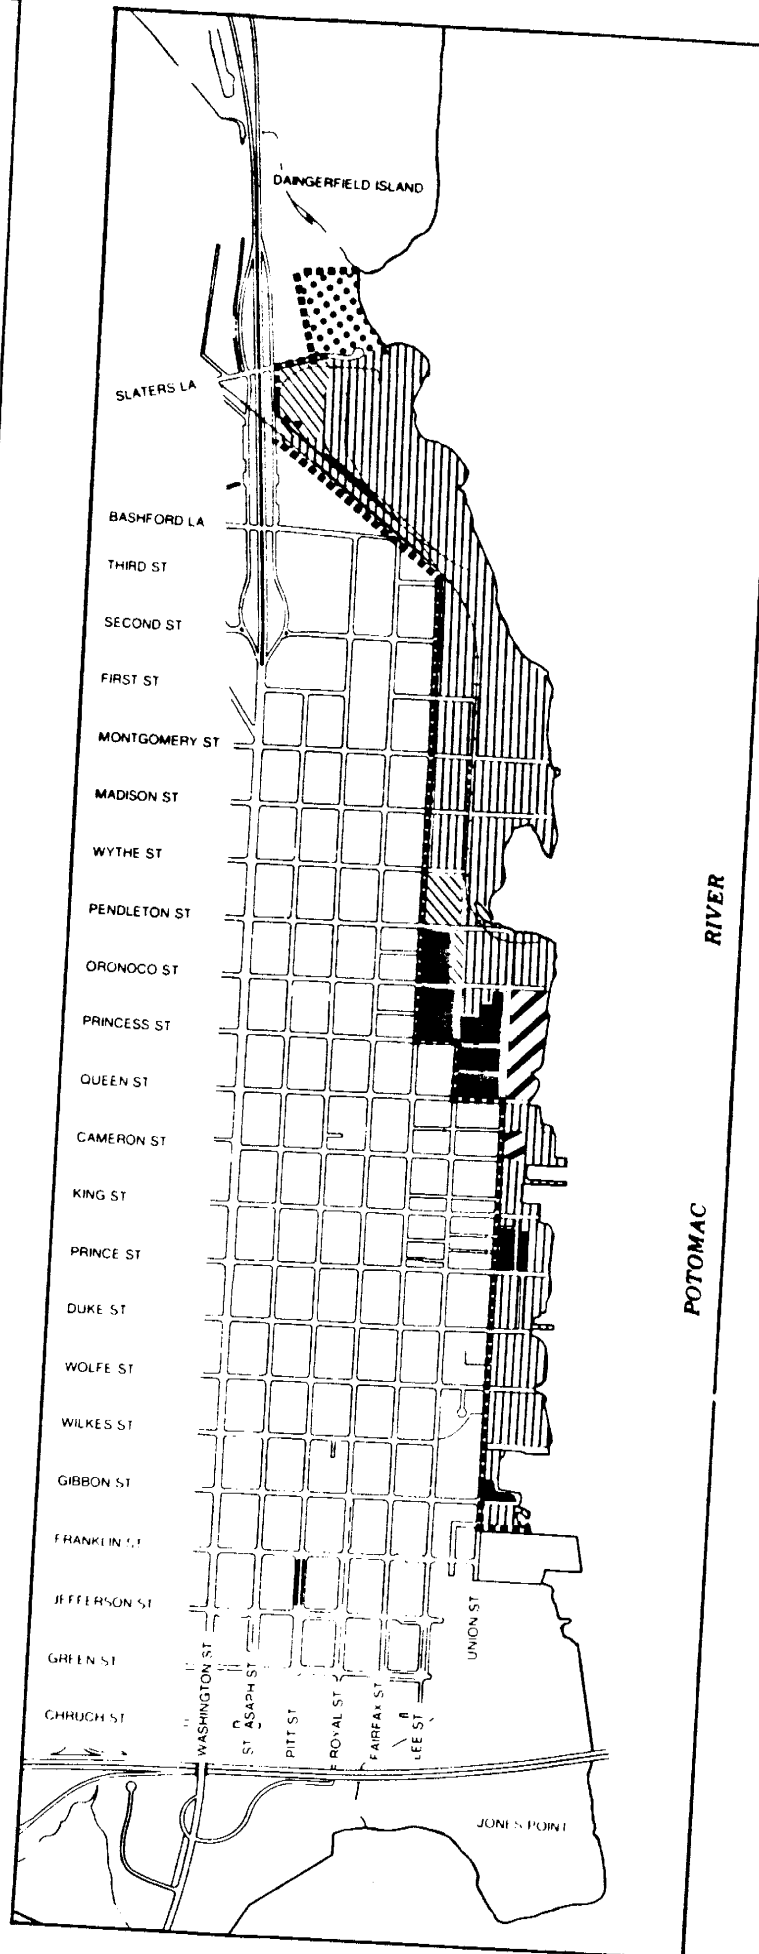 DAINGERFIELD ISLAND
SLATERS LA
BASHFORD LA
THIRD ST
SECOND ST
FIRST ST
MONTGOMERY ST
MADISON ST
WYTHE ST
PENDLETON ST
ORONOCO ST
PRINCESS ST
QUEEN ST
CAMERON ST
KING ST
PRINCE ST
DUKE ST
WOLFE ST
WILKES ST
GIBBON ST
FRANKLIN ST
JEFFERSON ST
GREEN ST
CHRUCH ST
WASHINGTON ST
ST ASAPH ST
PITT ST
ROYAL ST
FAIRFAX ST
LEE ST
UNION ST
JONES POINT
POTOMAC
RIVER